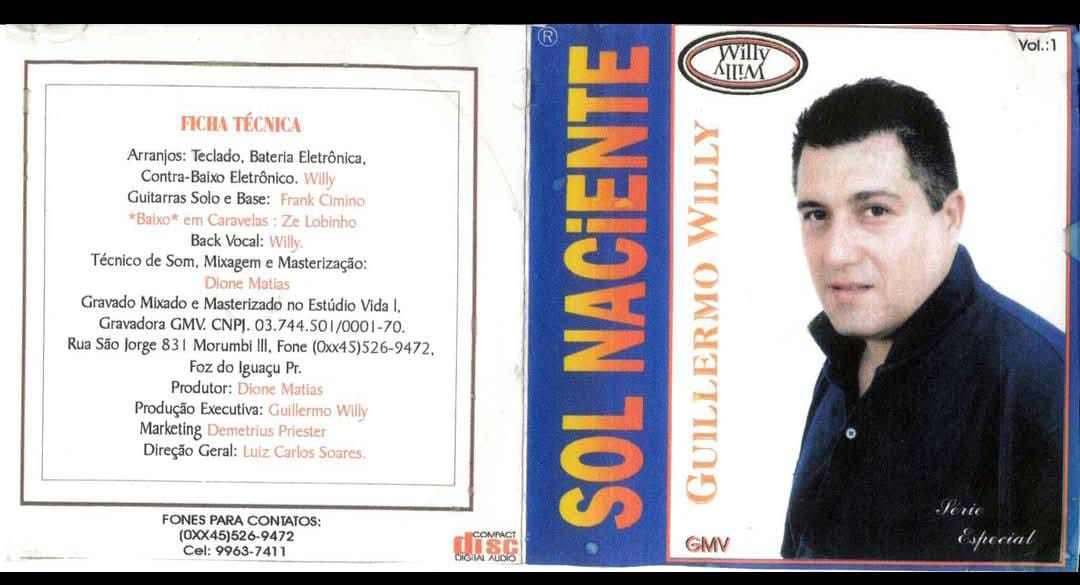 FICHA TÉCNICA
Arranjos: Teclado, Bateria Eletrônica,
Contra-Baixo Eletrônico. Willy
Guitarras Solo e Base: Frank Cimino
*Baixo* em Caravelas : Ze Lobinho
Back Vocal: Willy.
Técnico de Som, Mixagem e Masterização:
Dione Matias
Gravado Mixado e Masterizado no Estúdio Vida l,
Gravadora GMV. CNPJ. 03.744.501/0001-70.
Rua São Jorge 831 Morumbi lll, Fone (0xx45)526-9472,
Foz do Iguaçu Pr.
Produtor: Dione Matias
Produção Executiva: Guillermo Willy
Marketing Demetrius Priester
Direção Geral: Luiz Carlos Soares.
FONES PARA CONTATOS:
(0XX45)526-9472
Cel: 9963-7411
COMPACT
disc
DIGITAL AUDIO
®
SOL NACiENTE
Willy
Willy
Vol.:1
GUILLERMO WILLY
Série
Especial
GMV